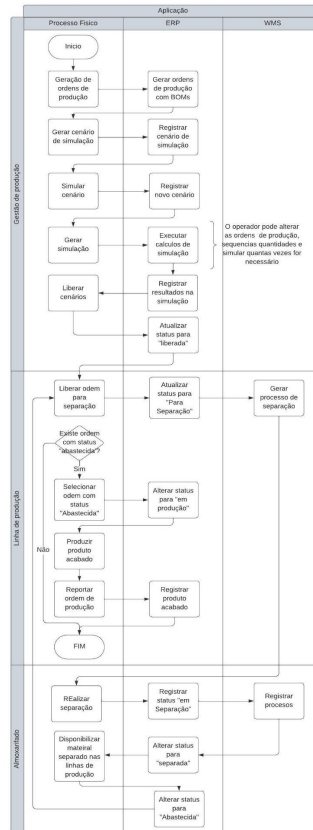 Aplicação
Processo Fisico
ERP
WMS
Gestão de produção
Inicio
Geração de
ordens de
produção
Gerar ordens
de produção
com BOMs
Gerar cenário
de simulação
Registrar
cenário de
simulação
Simular
cenário
Registrar
novo cenário
Gerar
simulação
Executar
calculos de
simulação
O operador pode alterar
as ordens de produção,
sequencias quantidades e
simular quantas vezes for
necessário
Liberar
cenários
Registrar
resultados na
simulação
Atualizar
status para
"liberada"
Linha de produção
Liberar odem
para
separação
Atualizar
status para
"Para
Separação"
Gerar
processo de
separação
Existe ordem
com status
"abastecida"?
Sim
Não
Selecionar
odem com
status
"Abastecida"
Alterar status
para "em
produção"
Produzir
produto
acabado
Reportar
ordem de
produção
Registrar
produto
acabado
FIM
Almoxarifado
REalizar
separação
Registrar
status "em
Separação"
Registrar
procesos
Disponibilizar
mateiral
separado nas
linhas de
produção
Alterar status
para
"separada"
Alterar status
para
"Abastecida"